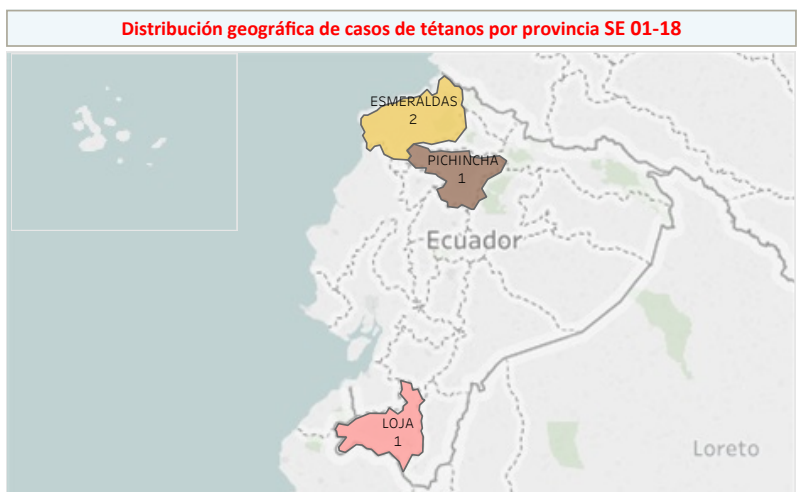 Distribución geográfica de casos de tétanos por provincia SE 01-18
ESMERALDAS
2
PICHINCHA
1
Ecuador
LOJA
1
Loreto